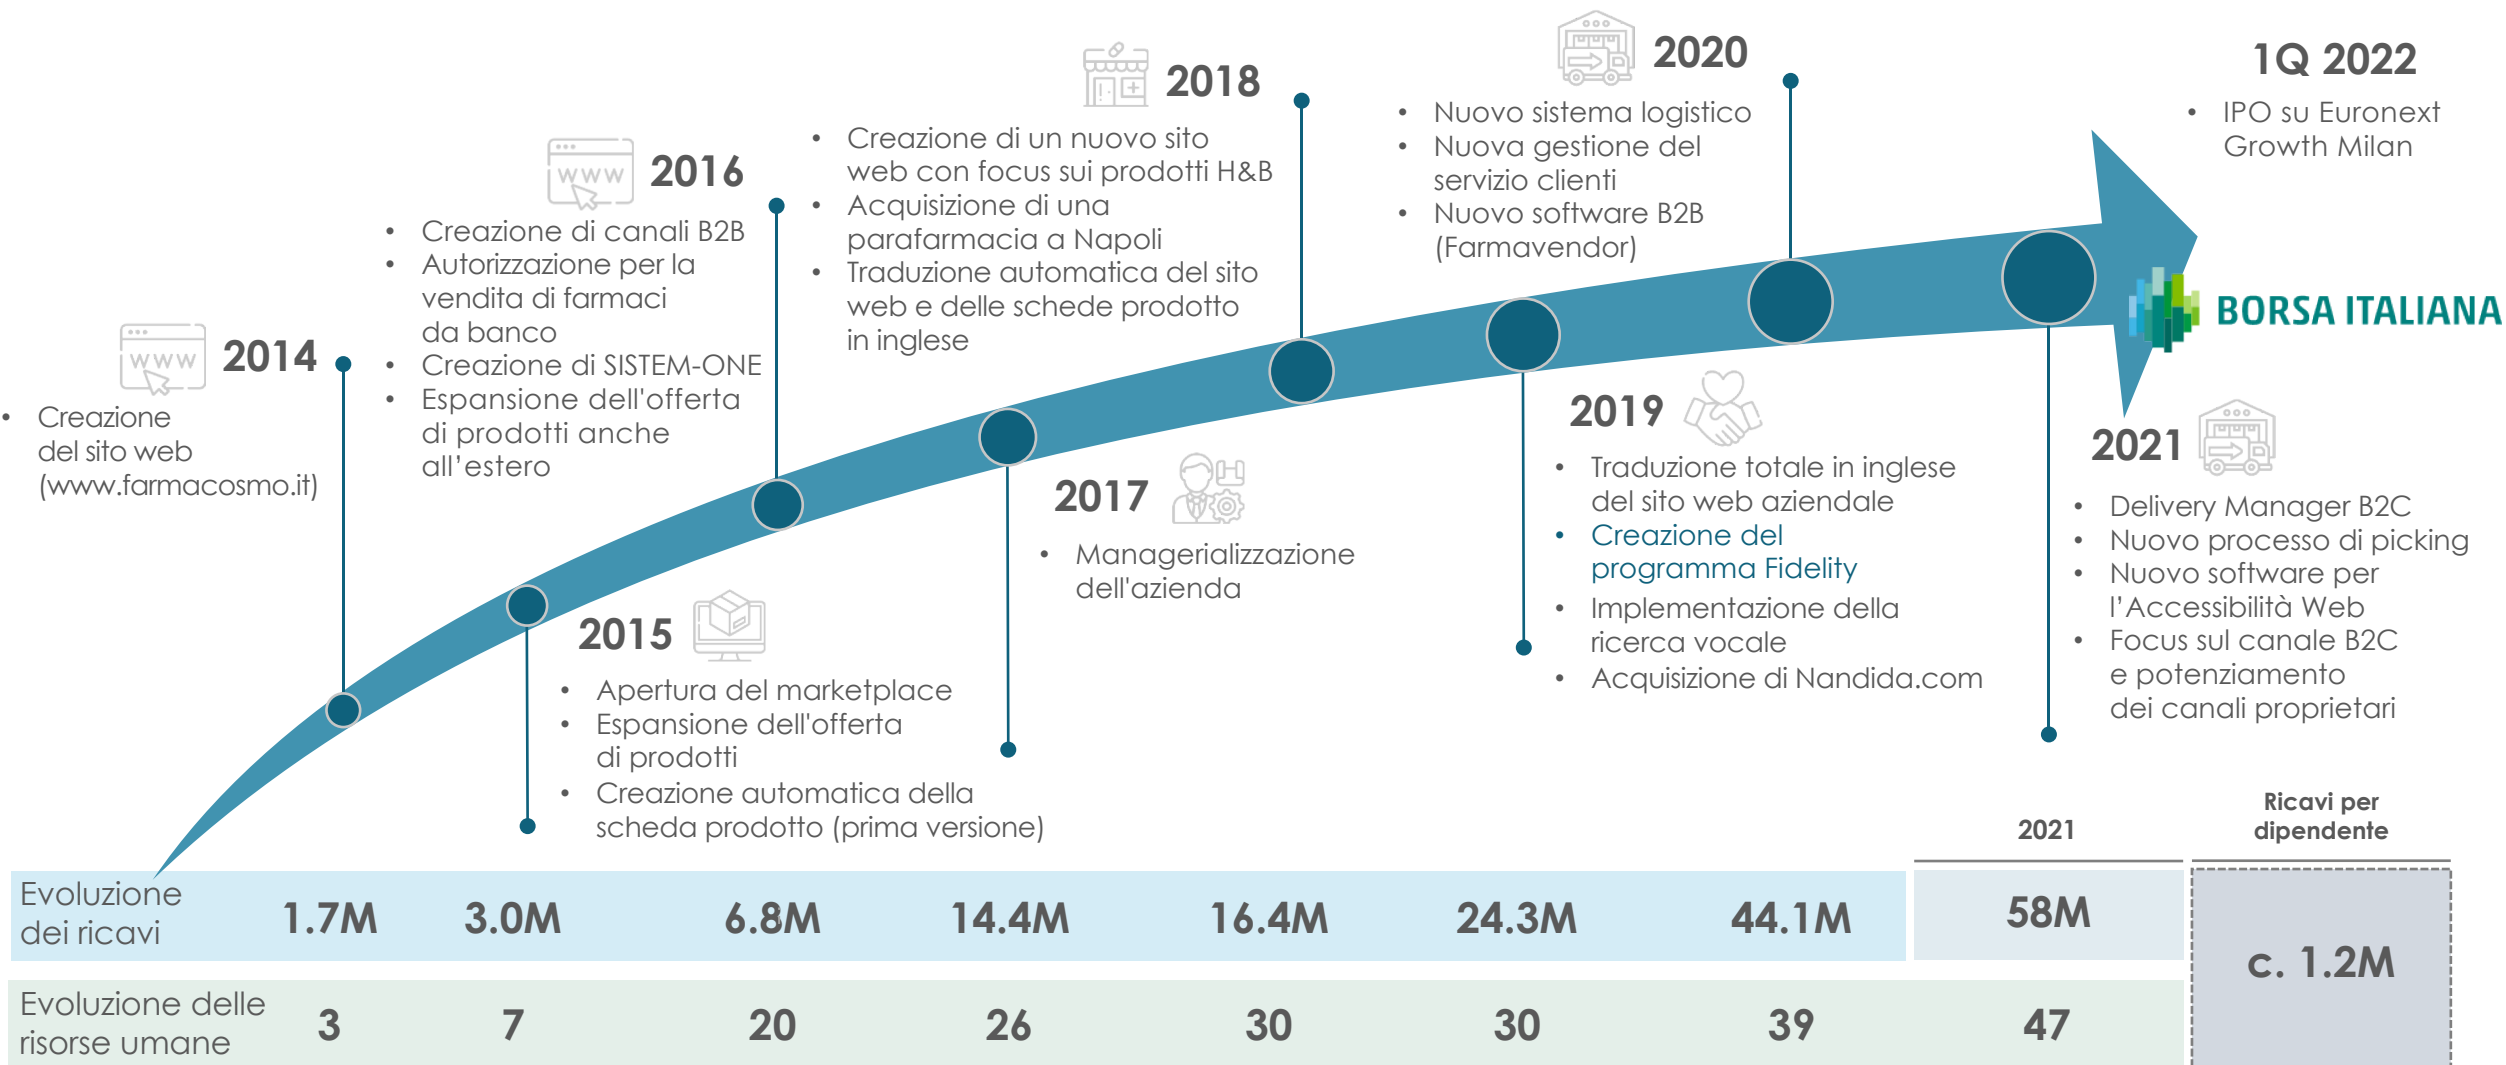 2014
• Creazione
del sito web
(www.farmacosmo.it)
WWW
2016
• Creazione di canali B2B
• Autorizzazione per la
vendita di farmaci
da banco
• Creazione di SISTEM-ONE
• Espansione dell'offerta
di prodotti anche
all’estero
WWW
2018
• Creazione di un nuovo sito
web con focus sui prodotti H&B
• Acquisizione di una
parafarmacia a Napoli
• Traduzione automatica del sito
web e delle schede prodotto
in inglese
2020
• Nuovo sistema logistico
• Nuova gestione del
servizio clienti
• Nuovo software B2B
(Farmavendor)
1Q 2022
• IPO su Euronext
Growth Milan
BORSA ITALIANA
2015
• Apertura del marketplace
• Espansione dell'offerta
di prodotti
• Creazione automatica della
scheda prodotto (prima versione)
2017
• Managerializzazione
dell'azienda
2019
• Traduzione totale in inglese
del sito web aziendale
• Creazione del
programma Fidelity
• Implementazione della
ricerca vocale
• Acquisizione di Nandida.com
2021
• Delivery Manager B2C
• Nuovo processo di picking
• Nuovo software per
l’Accessibilità Web
• Focus sul canale B2C
e potenziamento
dei canali proprietari
2021
Ricavi per
dipendente
Evoluzione
dei ricavi
1.7M 3.0M 6.8M 14.4M 16.4M 24.3M 44.1M 58M
c. 1.2M
Evoluzione delle
risorse umane
3 7 20 26 30 30 39 47